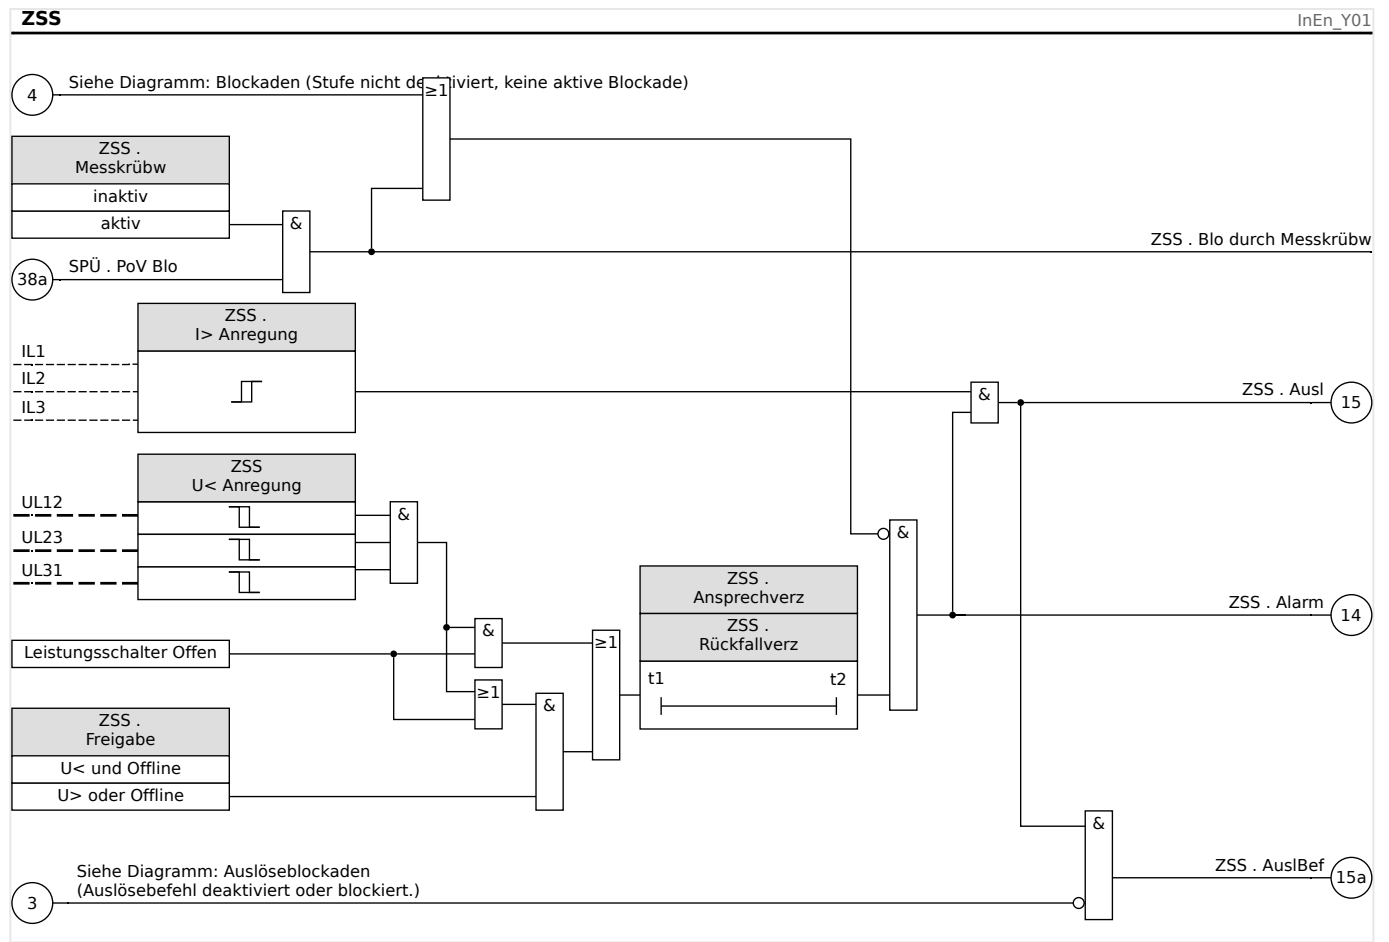 ZSS
InEn_Y01
4
Siehe Diagramm: Blockaden (Stufe nicht deaktiviert, keine aktive Blockade)
≥1
ZSS .
Messkrübw
inaktiv
aktiv
&
ZSS . Blo durch Messkrübw
38a
SPÜ . PoV Blo
ZSS .
I> Anregung
IL1
IL2
IL3
&
ZSS . Ausl
15
ZSS
U< Anregung
UL12
UL23
UL31
&
&
ZSS .
Ansprechverz
ZSS .
Rückfallverz
t1
t2
ZSS . Alarm
14
Leistungsschalter Offen
&
≥1
≥1
&
ZSS .
Freigabe
U< und Offline
U> oder Offline
&
Siehe Diagramm: Auslöseblockaden
(Auslösebefehl deaktiviert oder blockiert.)
3
ZSS . AuslBef
15a